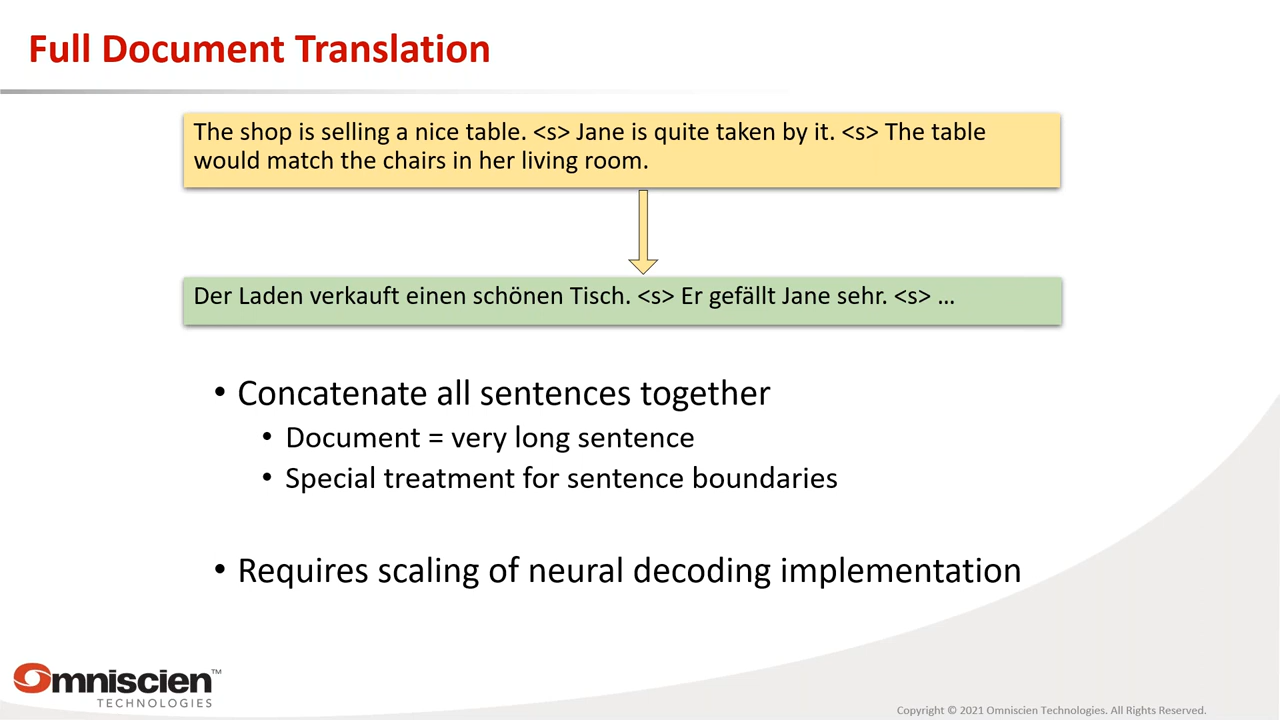 Full Document Translation
The shop is selling a nice table. <s> Jane is quite taken by it. <s> The table
would match the chairs in her living room.
Der Laden verkauft einen schönen Tisch. <s> Er gefällt Jane sehr. <s> ...
• Concatenate all sentences together
• Document = very long sentence
• Special treatment for sentence boundaries
• Requires scaling of neural decoding implementation
Omniscien™
TECHNOLOGIES
Copyright © 2021 Omniscien Technologies. All Rights Reserved.